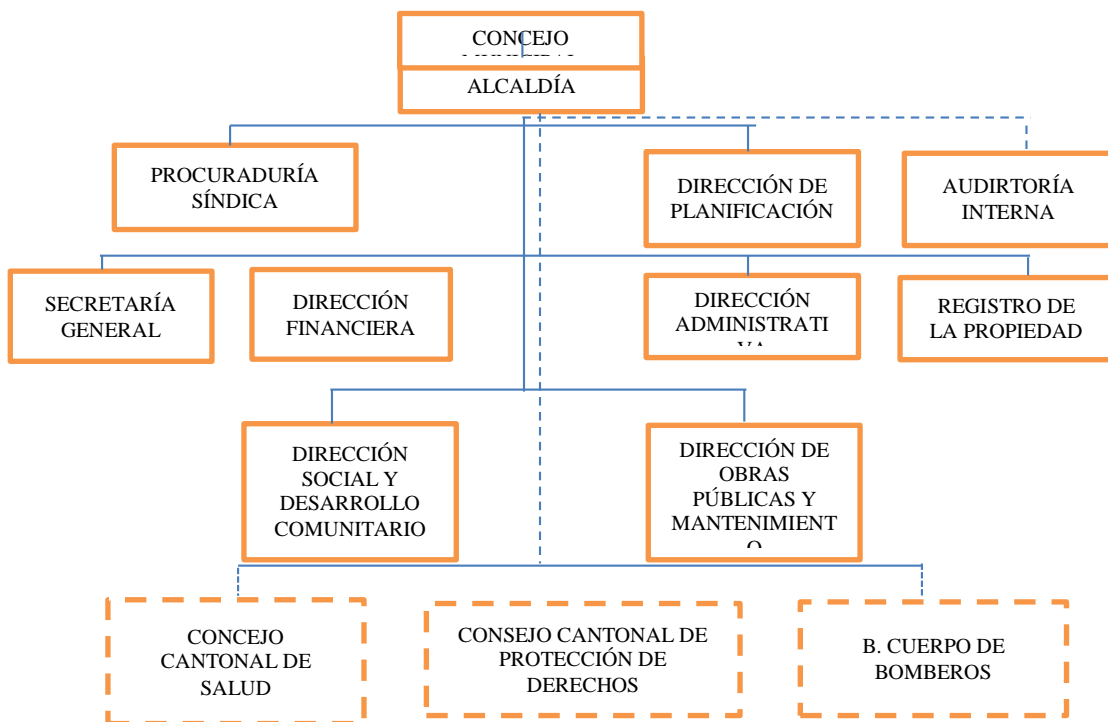 CONCEJO
ALCALDÍA
PROCURADURÍA
SÍNDICA
DIRECCIÓN DE
PLANIFICACIÓN
AUDIRTORÍA
INTERNA
SECRETARÍA
GENERAL
DIRECCIÓN
FINANCIERA
DIRECCIÓN
ADMINISTRATI
VA
REGISTRO DE
LA PROPIEDAD
DIRECCIÓN
SOCIAL Y
DESARROLLO
COMUNITARIO
DIRECCIÓN DE
OBRAS
PÚBLICAS Y
MANTENIMIENT
O
CONCEJO
CANTONAL DE
SALUD
CONSEJO CANTONAL DE
PROTECCIÓN DE
DERECHOS
B. CUERPO DE
BOMBEROS